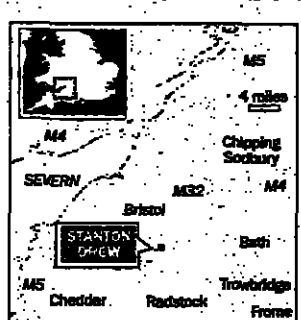 M5
4 miles
M4
Chipping
Sodbury
SEVERN
M32
M4
Bristol
STANTON
DREW
Bath
M5
Trowbridge
Cheddar
Radstock
Frome